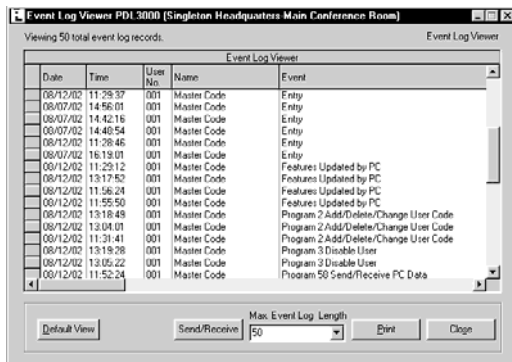 Event Log Viewer PDL3000 (Singleton Headquarters-Main Conference Room)
Viewing 50 total event log records. Event Log Viewer
Event Log Viewer
Date Time User No. Name Event
08/12/02 11:29:37 001 Master Code Entry
08/07/02 14:56:01 001 Master Code Entry
08/07/02 14:42:16 001 Master Code Entry
08/07/02 14:48:54 001 Master Code Entry
08/12/02 11:28:46 001 Master Code Entry
08/07/02 16:19:01 001 Master Code Entry
08/12/02 11:29:12 001 Master Code Features Updated by PC
08/12/02 13:17:52 001 Master Code Features Updated by PC
08/12/02 11:56:24 001 Master Code Features Updated by PC
08/12/02 11:55:50 001 Master Code Features Updated by PC
08/12/02 13:18:49 001 Master Code Program 2 Add/Delete/Change User Code
08/12/02 13:04:01 001 Master Code Program 2 Add/Delete/Change User Code
08/12/02 11:31:41 001 Master Code Program 2 Add/Delete/Change User Code
08/12/02 13:19:28 001 Master Code Program 3 Disable User
08/12/02 13:05:22 001 Master Code Program 3 Disable User
08/12/02 11:52:24 001 Master Code Program 58 Send/Receive PC Data
Max. Event Log Length
Default View Send/Receive 50 Print Close